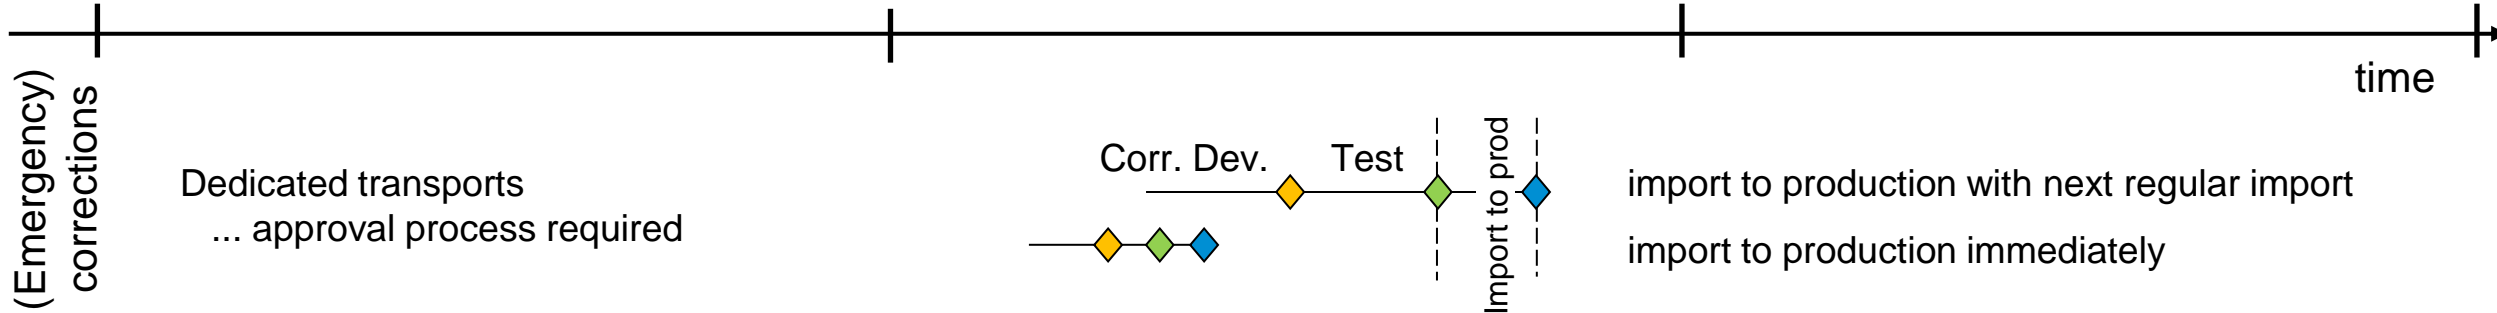 time
(Emergency)
corrections
Dedicated transports
... approval process required
Corr. Dev.
Test
Import to prod
import to production with next regular import
import to production immediately